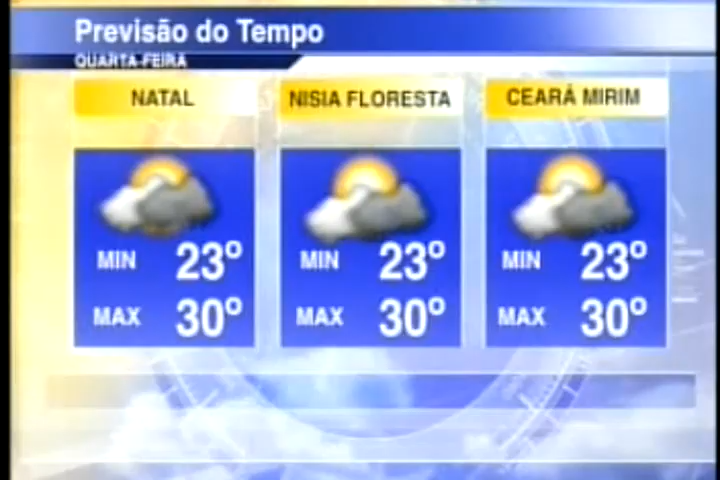 Previsão do Tempo
QUARTA-FEIRA
NATAL
NISIA FLORESTA
CEARÁ MIRIM
MIN 23º
MAX 30º
MIN 23º
MAX 30º
MIN 23º
MAX 30º